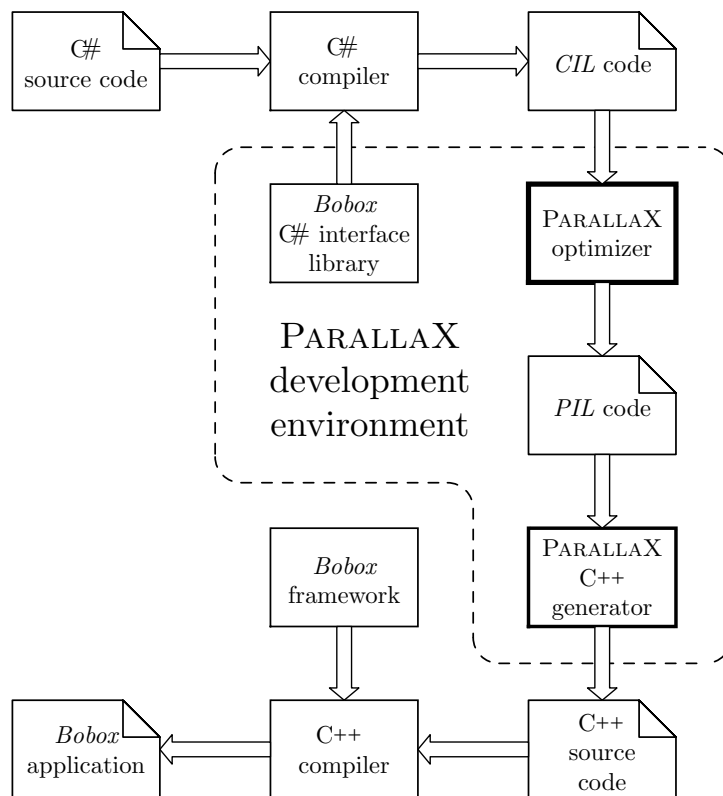 C#
source code
C#
compiler
CIL code
Bobox
C# interface
library
PARALLAX
optimizer
PARALLAX
development
environment
PIL code
PARALLAX
C++
generator
Bobox
framework
Bobox
application
C++
compiler
C++
source
code